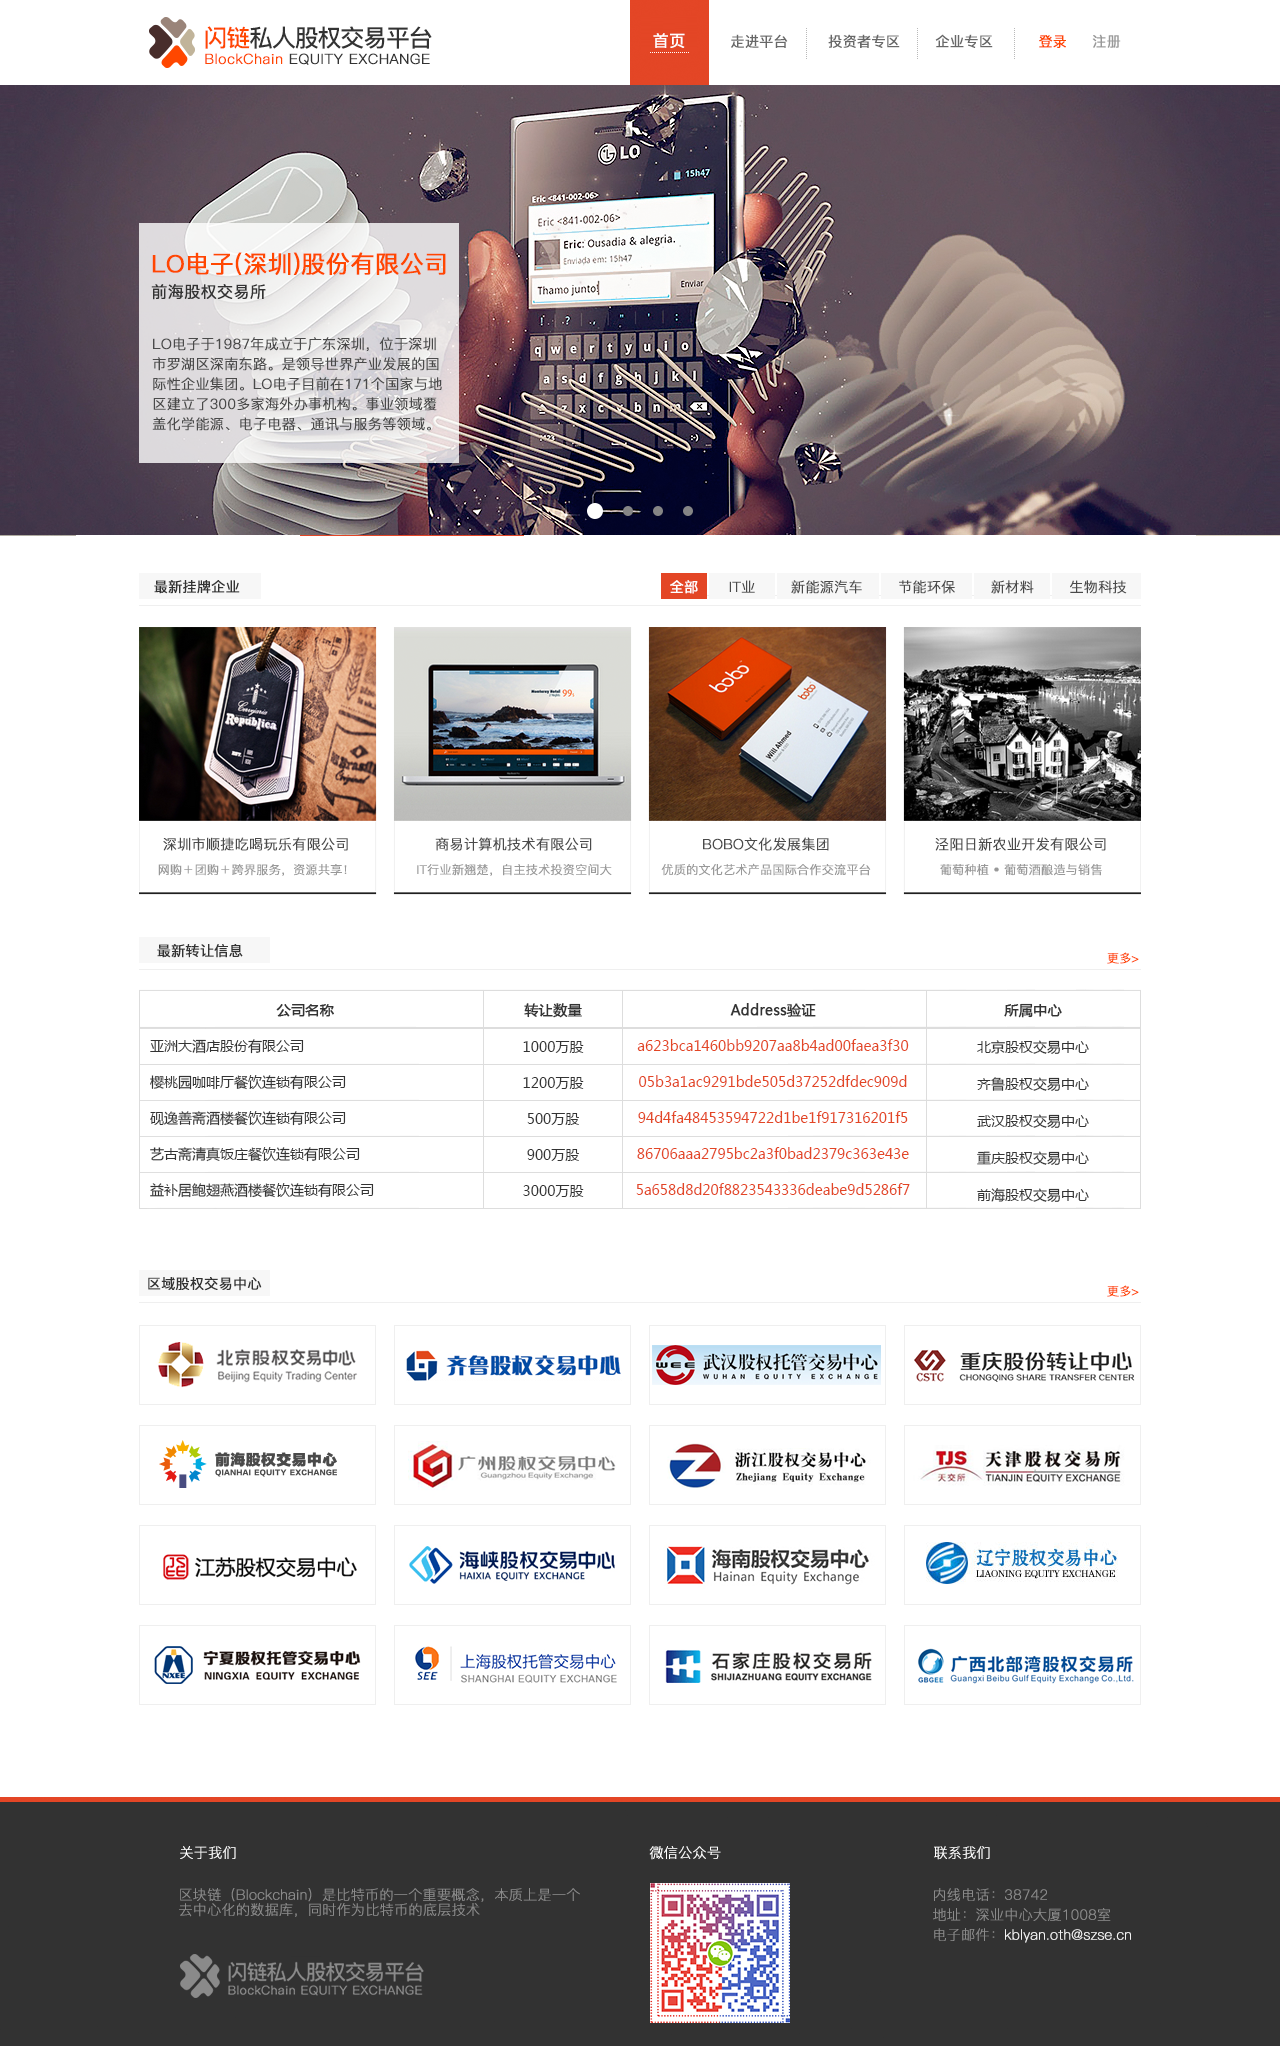 闪链私人股权交易平台
BlockChain EQUITY EXCHANGE
首页
走进平台
投资者专区
企业专区
登录
注册
LG
15h47
Eric <841-002-06>
Eric <841-002-06>
Eric: Ousadia & alegria.
Enviada em: 15h47
Thamo junto!
Enviar
q w e r t y u i o
LO电子(深圳)股份有限公司
前海股权交易所
LO电子于1987年成立于广东深圳，位于深圳
市罗湖区深南东路。是领导世界产业发展的国
际性企业集团。LO电子目前在171个国家与地
区建立了300多家海外办事机构。事业领域覆
盖化学能源、电子电器、通讯与服务等领域。
最新挂牌企业
全部
IT业
新能源汽车
节能环保
新材料
生物科技
Republica
99
bobo
bobo
Will Ahmed
深圳市顺捷吃喝玩乐有限公司
网购＋团购＋跨界服务，资源共享！
商易计算机技术有限公司
IT行业新翘楚，自主技术投资空间大
BOBO文化发展集团
优质的文化艺术产品国际合作交流平台
泾阳日新农业开发有限公司
葡萄种植 • 葡萄酒酿造与销售
最新转让信息
更多>
公司名称 转让数量 Address验证 所属中心
亚洲大酒店股份有限公司 1000万股 a623bca1460bb9207aa8b4ad00faea3f30 北京股权交易中心
樱桃园咖啡厅餐饮连锁有限公司 1200万股 05b3a1ac9291bde505d37252dfdec909d 齐鲁股权交易中心
砚逸善斋酒楼餐饮连锁有限公司 500万股 94d4fa48453594722d1be1f917316201f5 武汉股权交易中心
艺古斋清真饭庄餐饮连锁有限公司 900万股 86706aaa2795bc2a3f0bad2379c363e43e 重庆股权交易中心
益补居鲍翅燕酒楼餐饮连锁有限公司 3000万股 5a658d8d20f8823543336deabe9d5286f7 前海股权交易中心
区域股权交易中心
更多>
北京股权交易中心
Beijing Equity Trading Center
齐鲁股权交易中心
WEE
武汉股权托管交易中心
WUHAN EQUITY EXCHANGE
CSTC
重庆股份转让中心
CHONGQING SHARE TRANSFER CENTER
前海股权交易中心
QIANHAI EQUITY EXCHANGE
广州股权交易中心
Guangzhou Equity Exchange
浙江股权交易中心
Zhejiang Equity Exchange
TJS
天交所
天津股权交易所
TIANJIN EQUITY EXCHANGE
JSEE
江苏股权交易中心
海峡股权交易中心
HAIXIA EQUITY EXCHANGE
海南股权交易中心
Hainan Equity Exchange
辽宁股权交易中心
LIAONING EQUITY EXCHANGE
NXEE
宁夏股权托管交易中心
NINGXIA EQUITY EXCHANGE
SEE
上海股权托管交易中心
SHANGHAI EQUITY EXCHANGE
石家庄股权交易所
SHIJIAZHUANG EQUITY EXCHANGE
GBGEE
广西北部湾股权交易所
Guangxi Beibu Gulf Equity Exchange Co.,Ltd.
关于我们
区块链（Blockchain）是比特币的一个重要概念，本质上是一个
去中心化的数据库，同时作为比特币的底层技术
闪链私人股权交易平台
BlockChain EQUITY EXCHANGE
微信公众号
联系我们
内线电话：38742
地址：深业中心大厦1008室
电子邮件：kblyan.oth@szse.cn